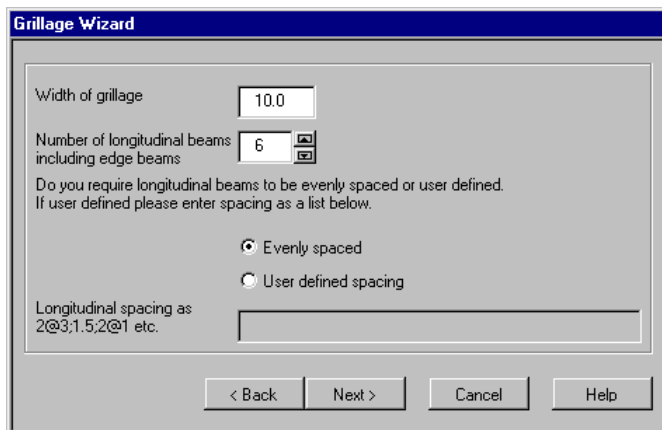 Grillage Wizard
Width of grillage
10.0
Number of longitudinal beams
including edge beams
6
Do you require longitudinal beams to be evenly spaced or user defined.
If user defined please enter spacing as a list below.
Evenly spaced
User defined spacing
Longitudinal spacing as
2@3;1.5;2@1 etc.
< Back
Next >
Cancel
Help